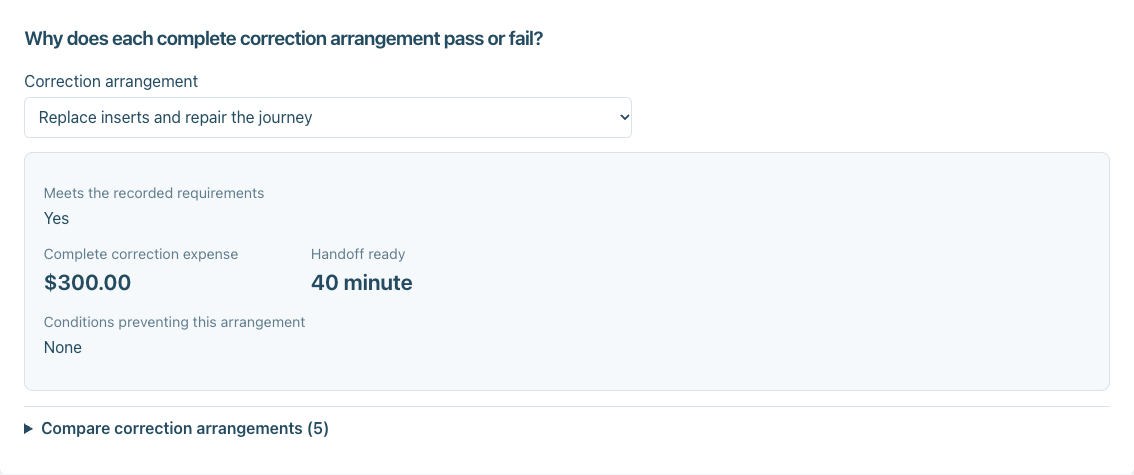 Why does each complete correction arrangement pass or fail?
Correction arrangement
Replace inserts and repair the journey
Meets the recorded requirements
Yes
Complete correction expense
Handoff ready
$300.00
40 minute
Conditions preventing this arrangement
None
Compare correction arrangements (5)